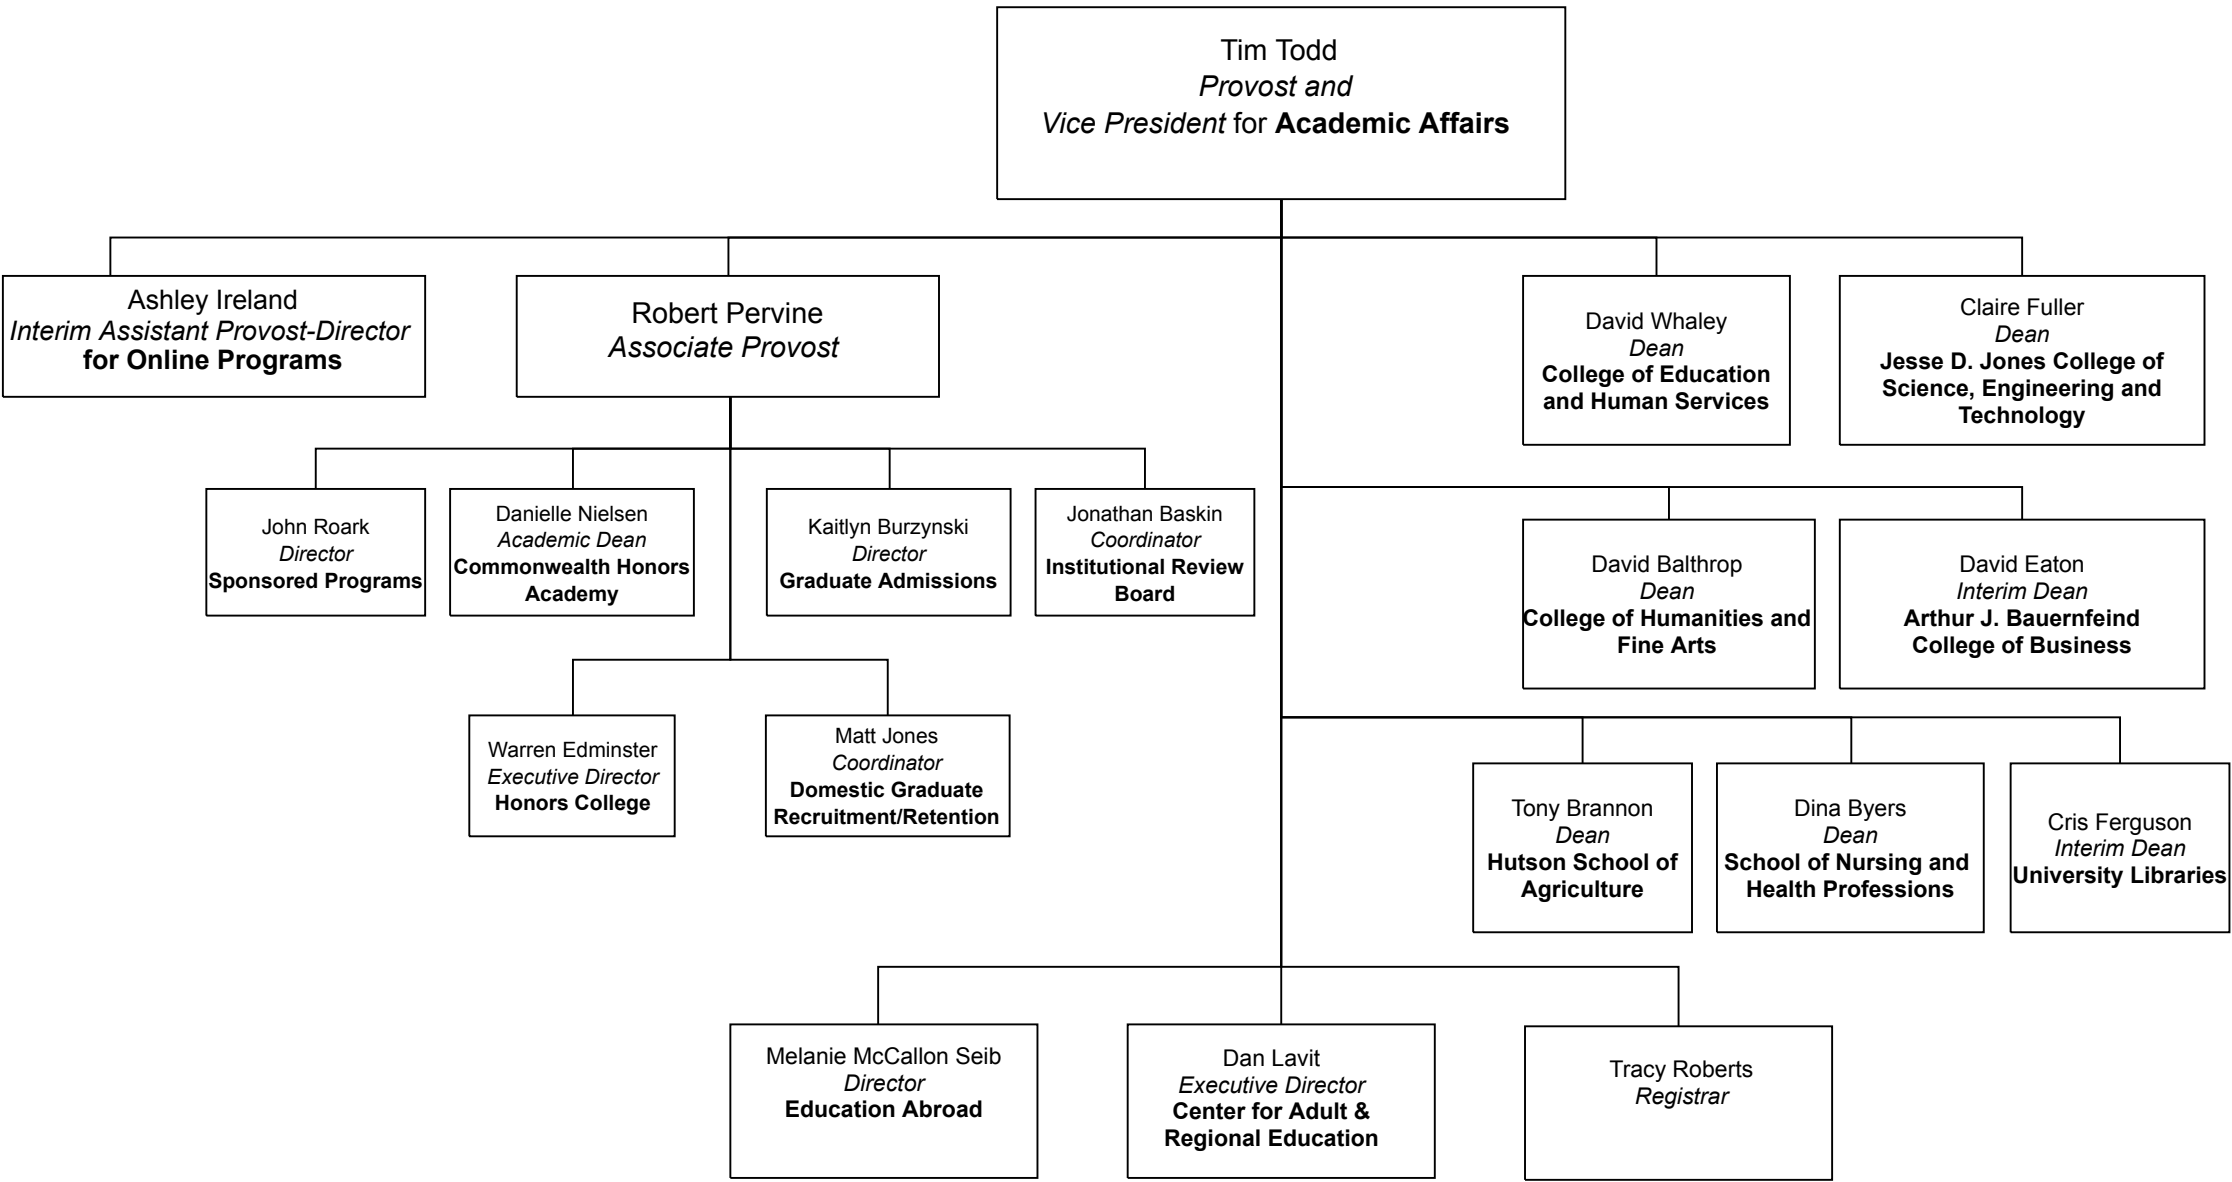 Tim Todd
Provost and
Vice President for Academic Affairs
Ashley Ireland
Interim Assistant Provost-Director
for Online Programs
Robert Pervine
Associate Provost
David Whaley
Dean
College of Education
and Human Services
Claire Fuller
Dean
Jesse D. Jones College of
Science, Engineering and
Technology
John Roark
Director
Sponsored Programs
Danielle Nielsen
Academic Dean
Commonwealth Honors
Academy
Kaitlyn Burzynski
Director
Graduate Admissions
Jonathan Baskin
Coordinator
Institutional Review
Board
David Balthrop
Dean
College of Humanities and
Fine Arts
David Eaton
Interim Dean
Arthur J. Bauernfeind
College of Business
Warren Edminster
Executive Director
Honors College
Matt Jones
Coordinator
Domestic Graduate
Recruitment/Retention
Tony Brannon
Dean
Hutson School of
Agriculture
Dina Byers
Dean
School of Nursing and
Health Professions
Cris Ferguson
Interim Dean
University Libraries
Melanie McCallon Seib
Director
Education Abroad
Dan Lavit
Executive Director
Center for Adult &
Regional Education
Tracy Roberts
Registrar